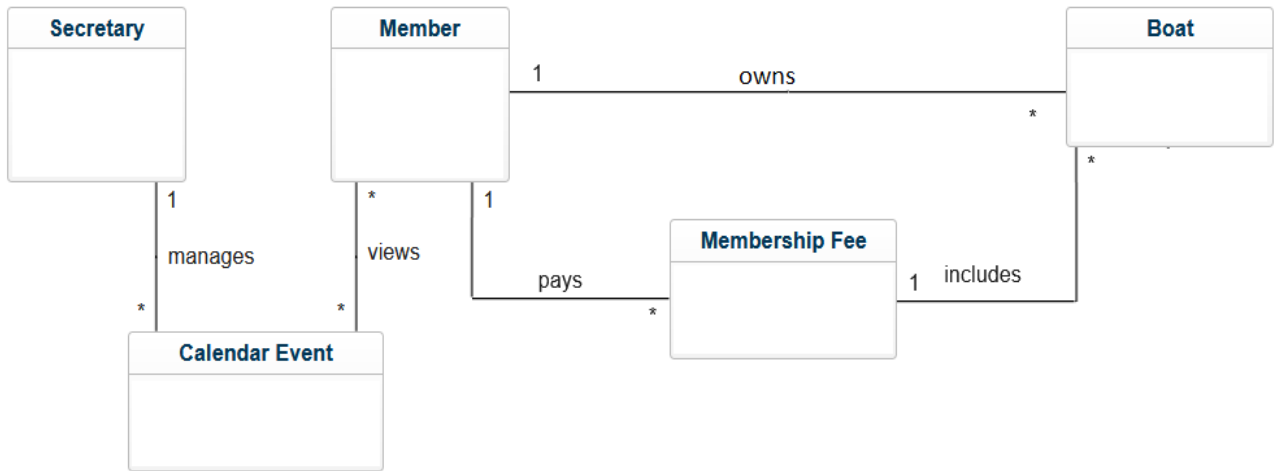 Secretary
Member
Boat
1
owns
*
1
*
1
*
manages
views
Membership Fee
pays
1
includes
*
*
*
Calendar Event